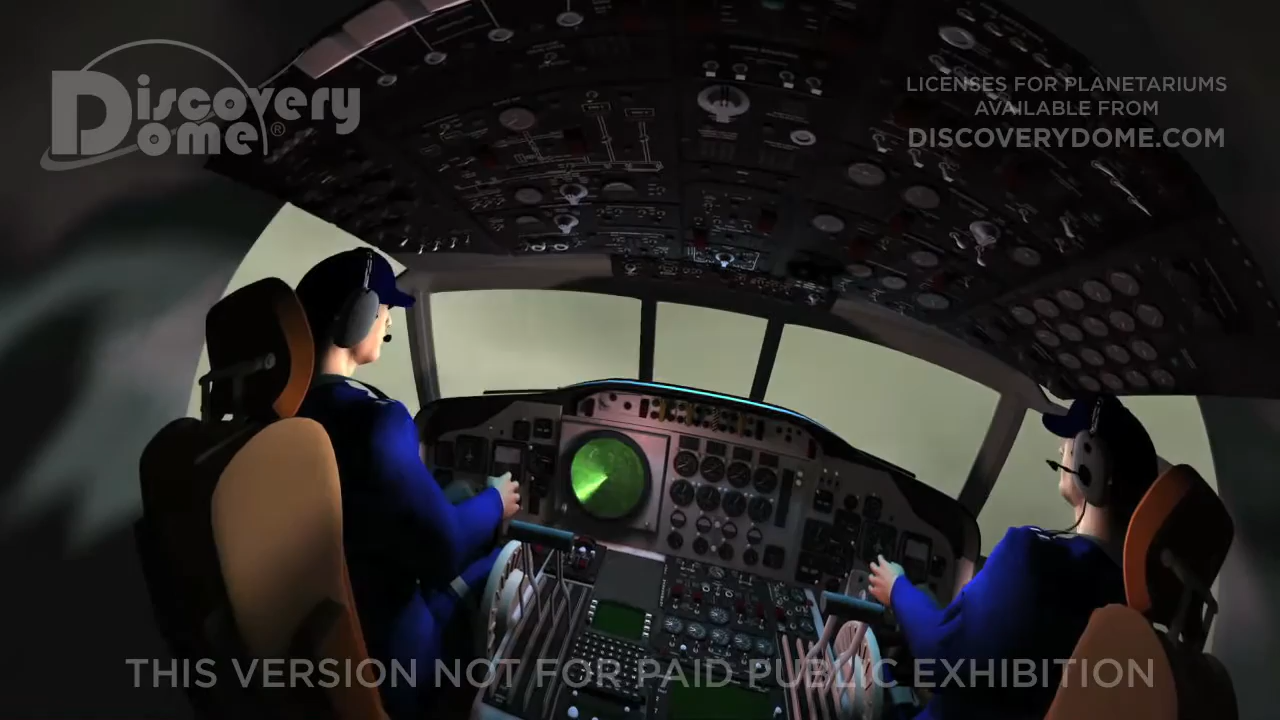 Discovery
Dome®
LICENSES FOR PLANETARIUMS
AVAILABLE FROM
DISCOVERYDOME.COM
THIS VERSION NOT FOR PAID PUBLIC EXHIBITION